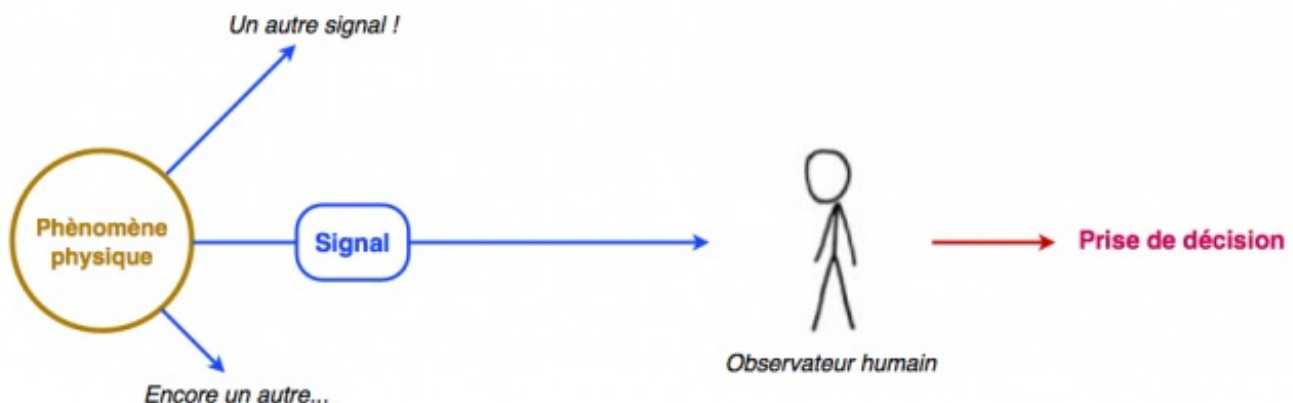 Un autre signal !
Phènomène
physique
Signal
Prise de décision
Observateur humain
Encore un autre...